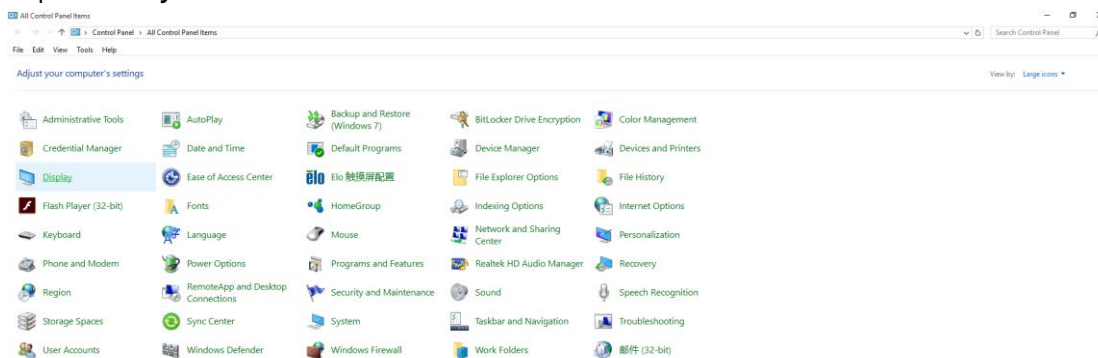 All Control Panel Items
Control Panel > All Control Panel Items
Search Control Panel
File Edit View Tools Help
Adjust your computer's settings
View by: Large icons
Administrative Tools
AutoPlay
Backup and Restore
(Windows 7)
BitLocker Drive Encryption
Color Management
Credential Manager
Date and Time
Default Programs
Device Manager
Devices and Printers
Display
Ease of Access Center
elo Elo 触摸屏配置
File Explorer Options
File History
Flash Player (32-bit)
Fonts
HomeGroup
Indexing Options
Internet Options
Keyboard
Language
Mouse
Network and Sharing
Center
Personalization
Phone and Modem
Power Options
Programs and Features
Realtek HD Audio Manager
Recovery
Region
RemoteApp and Desktop
Connections
Security and Maintenance
Sound
Speech Recognition
Storage Spaces
Sync Center
System
Taskbar and Navigation
Troubleshooting
User Accounts
Windows Defender
Windows Firewall
Work Folders
邮件 (32-bit)